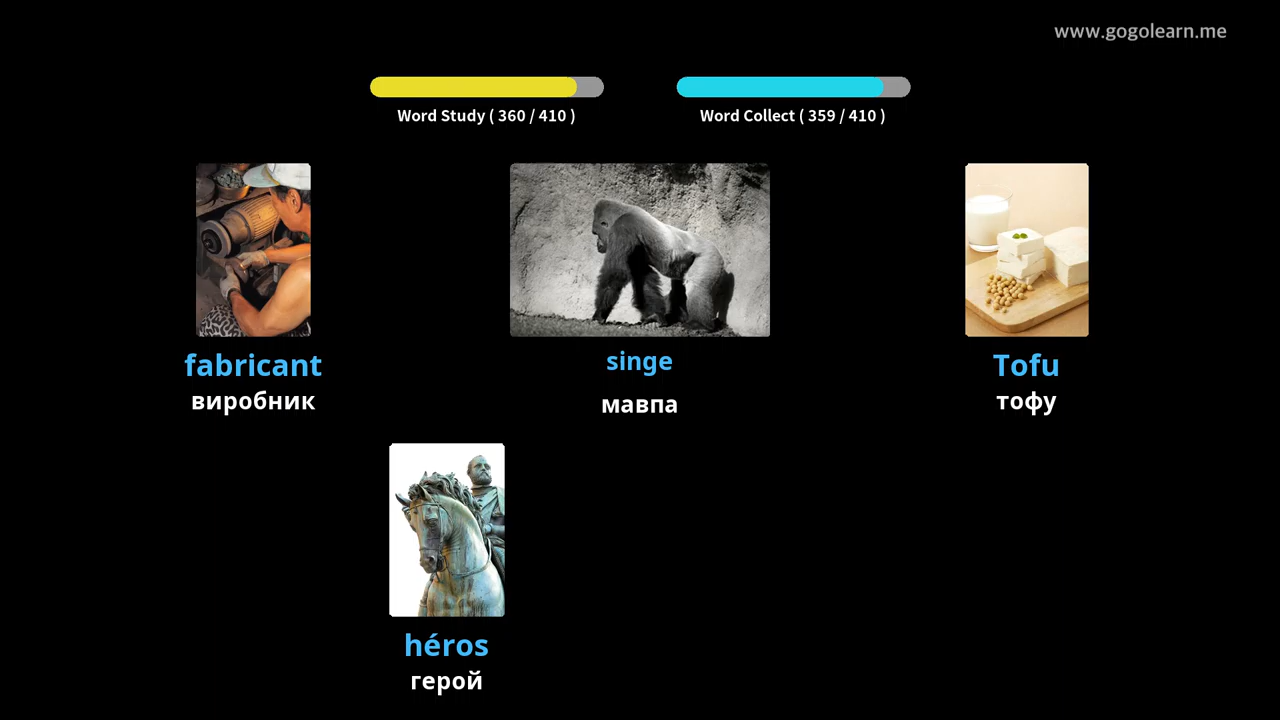 www.gogolearn.me
Word Study ( 360 / 410 )
Word Collect ( 359 / 410 )
fabricant
виробник
singe
мавпа
Tofu
тофу
héros
герой